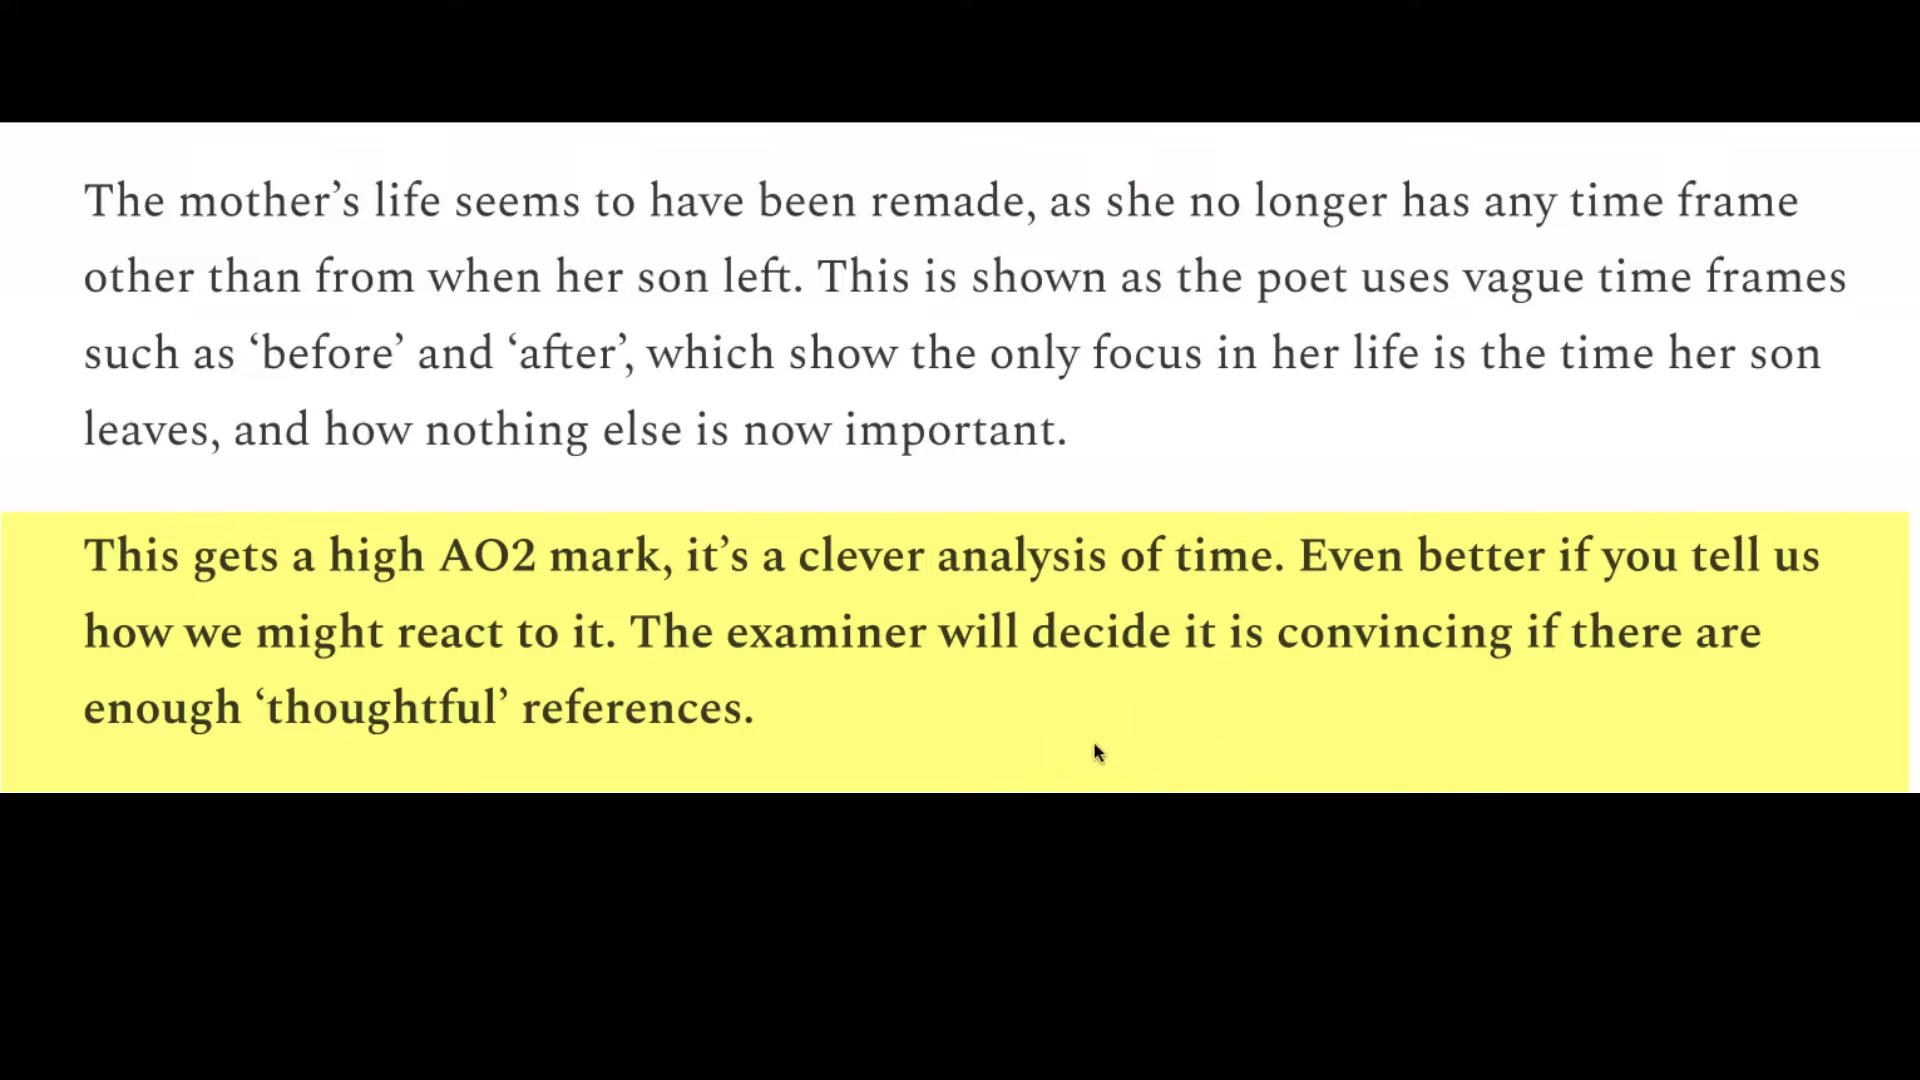 The mother’s life seems to have been remade, as she no longer has any time frame
other than from when her son left. This is shown as the poet uses vague time frames
such as ‘before’ and ‘after’, which show the only focus in her life is the time her son
leaves, and how nothing else is now important.
This gets a high AO2 mark, it’s a clever analysis of time. Even better if you tell us
how we might react to it. The examiner will decide it is convincing if there are
enough ‘thoughtful’ references.